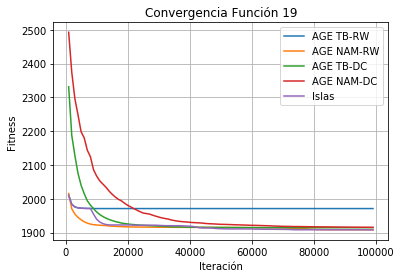 Convergencia Función 19
2500
2400
2300
2200
2100
2000
1900
Fitness
AGE TB-RW
AGE NAM-RW
AGE TB-DC
AGE NAM-DC
Islas
0 20000 40000 60000 80000 100000
Iteración